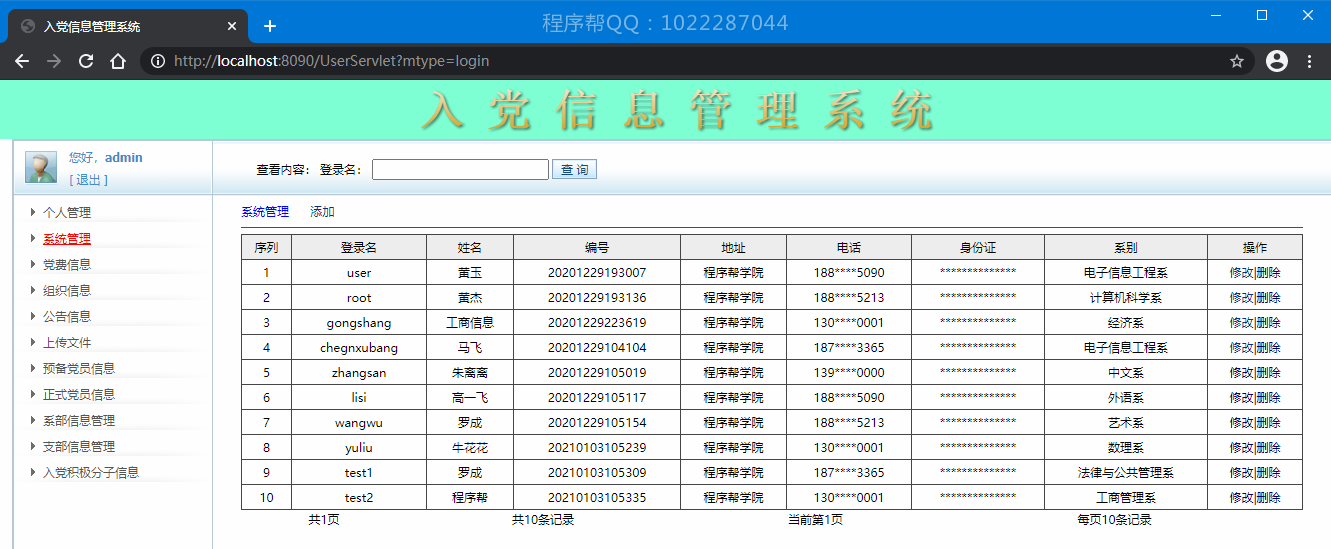 入党信息管理系统
程序帮QQ：1022287044
http://localhost:8090/UserServlet?mtype=login
入党信息管理系统
您好，admin
[ 退出 ]
查看内容： 登录名： 查 询
个人管理
系统管理
党费信息
组织信息
公告信息
上传文件
预备党员信息
正式党员信息
系部信息管理
支部信息管理
入党积极分子信息
系统管理 添加
序列 登录名 姓名 编号 地址 电话 身份证 系别 操作
1 user 黄玉 20201229193007 程序帮学院 188****5090 ************** 电子信息工程系 修改|删除
2 root 黄杰 20201229193136 程序帮学院 188****5213 ************** 计算机科学系 修改|删除
3 gongshang 工商信息 20201229223619 程序帮学院 130****0001 ************** 经济系 修改|删除
4 chegnxubang 马飞 20201229104104 程序帮学院 187****3365 ************** 电子信息工程系 修改|删除
5 zhangsan 朱离离 20201229105019 程序帮学院 139****0000 ************** 中文系 修改|删除
6 lisi 高一飞 20201229105117 程序帮学院 188****5090 ************** 外语系 修改|删除
7 wangwu 罗成 20201229105154 程序帮学院 188****5213 ************** 艺术系 修改|删除
8 yuliu 牛花花 20210103105239 程序帮学院 130****0001 ************** 数理系 修改|删除
9 test1 罗成 20210103105309 程序帮学院 187****3365 ************** 法律与公共管理系 修改|删除
10 test2 程序帮 20210103105335 程序帮学院 130****0001 ************** 工商管理系 修改|删除
共1页 共10条记录 当前第1页 每页10条记录